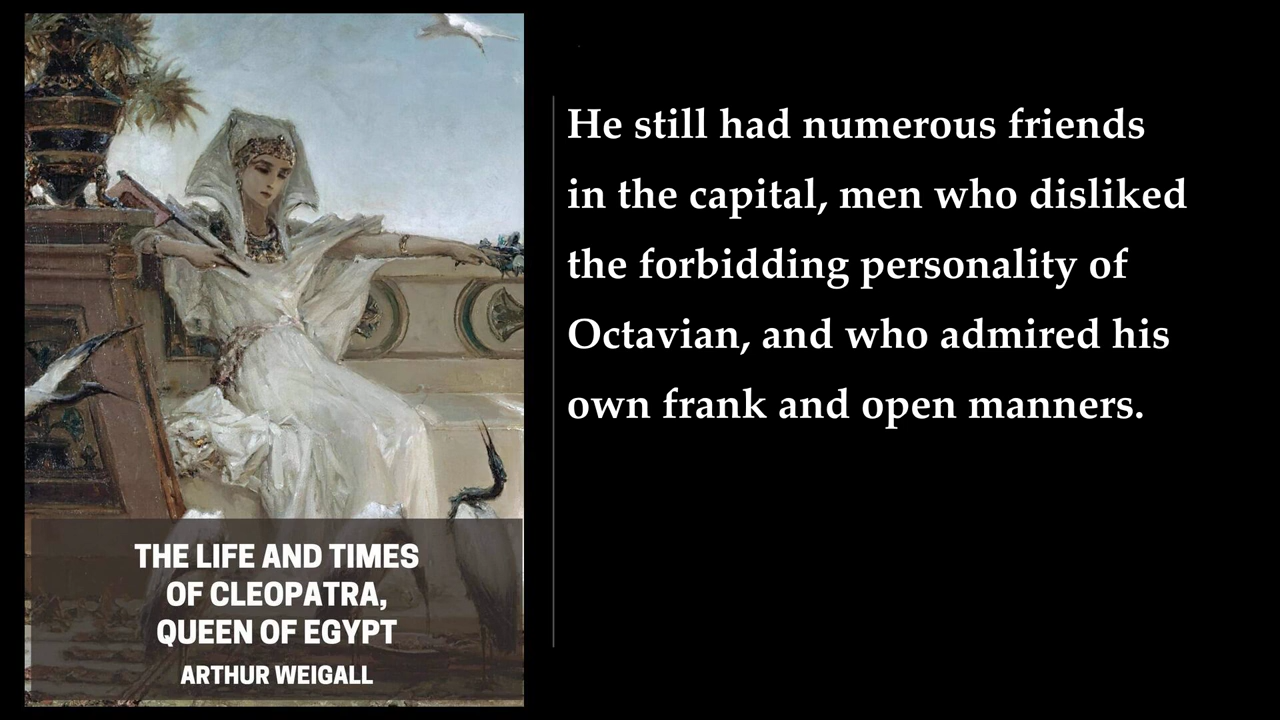 THE LIFE AND TIMES
OF CLEOPATRA,
QUEEN OF EGYPT
ARTHUR WEIGALL
He still had numerous friends
in the capital, men who disliked
the forbidding personality of
Octavian, and who admired his
own frank and open manners.